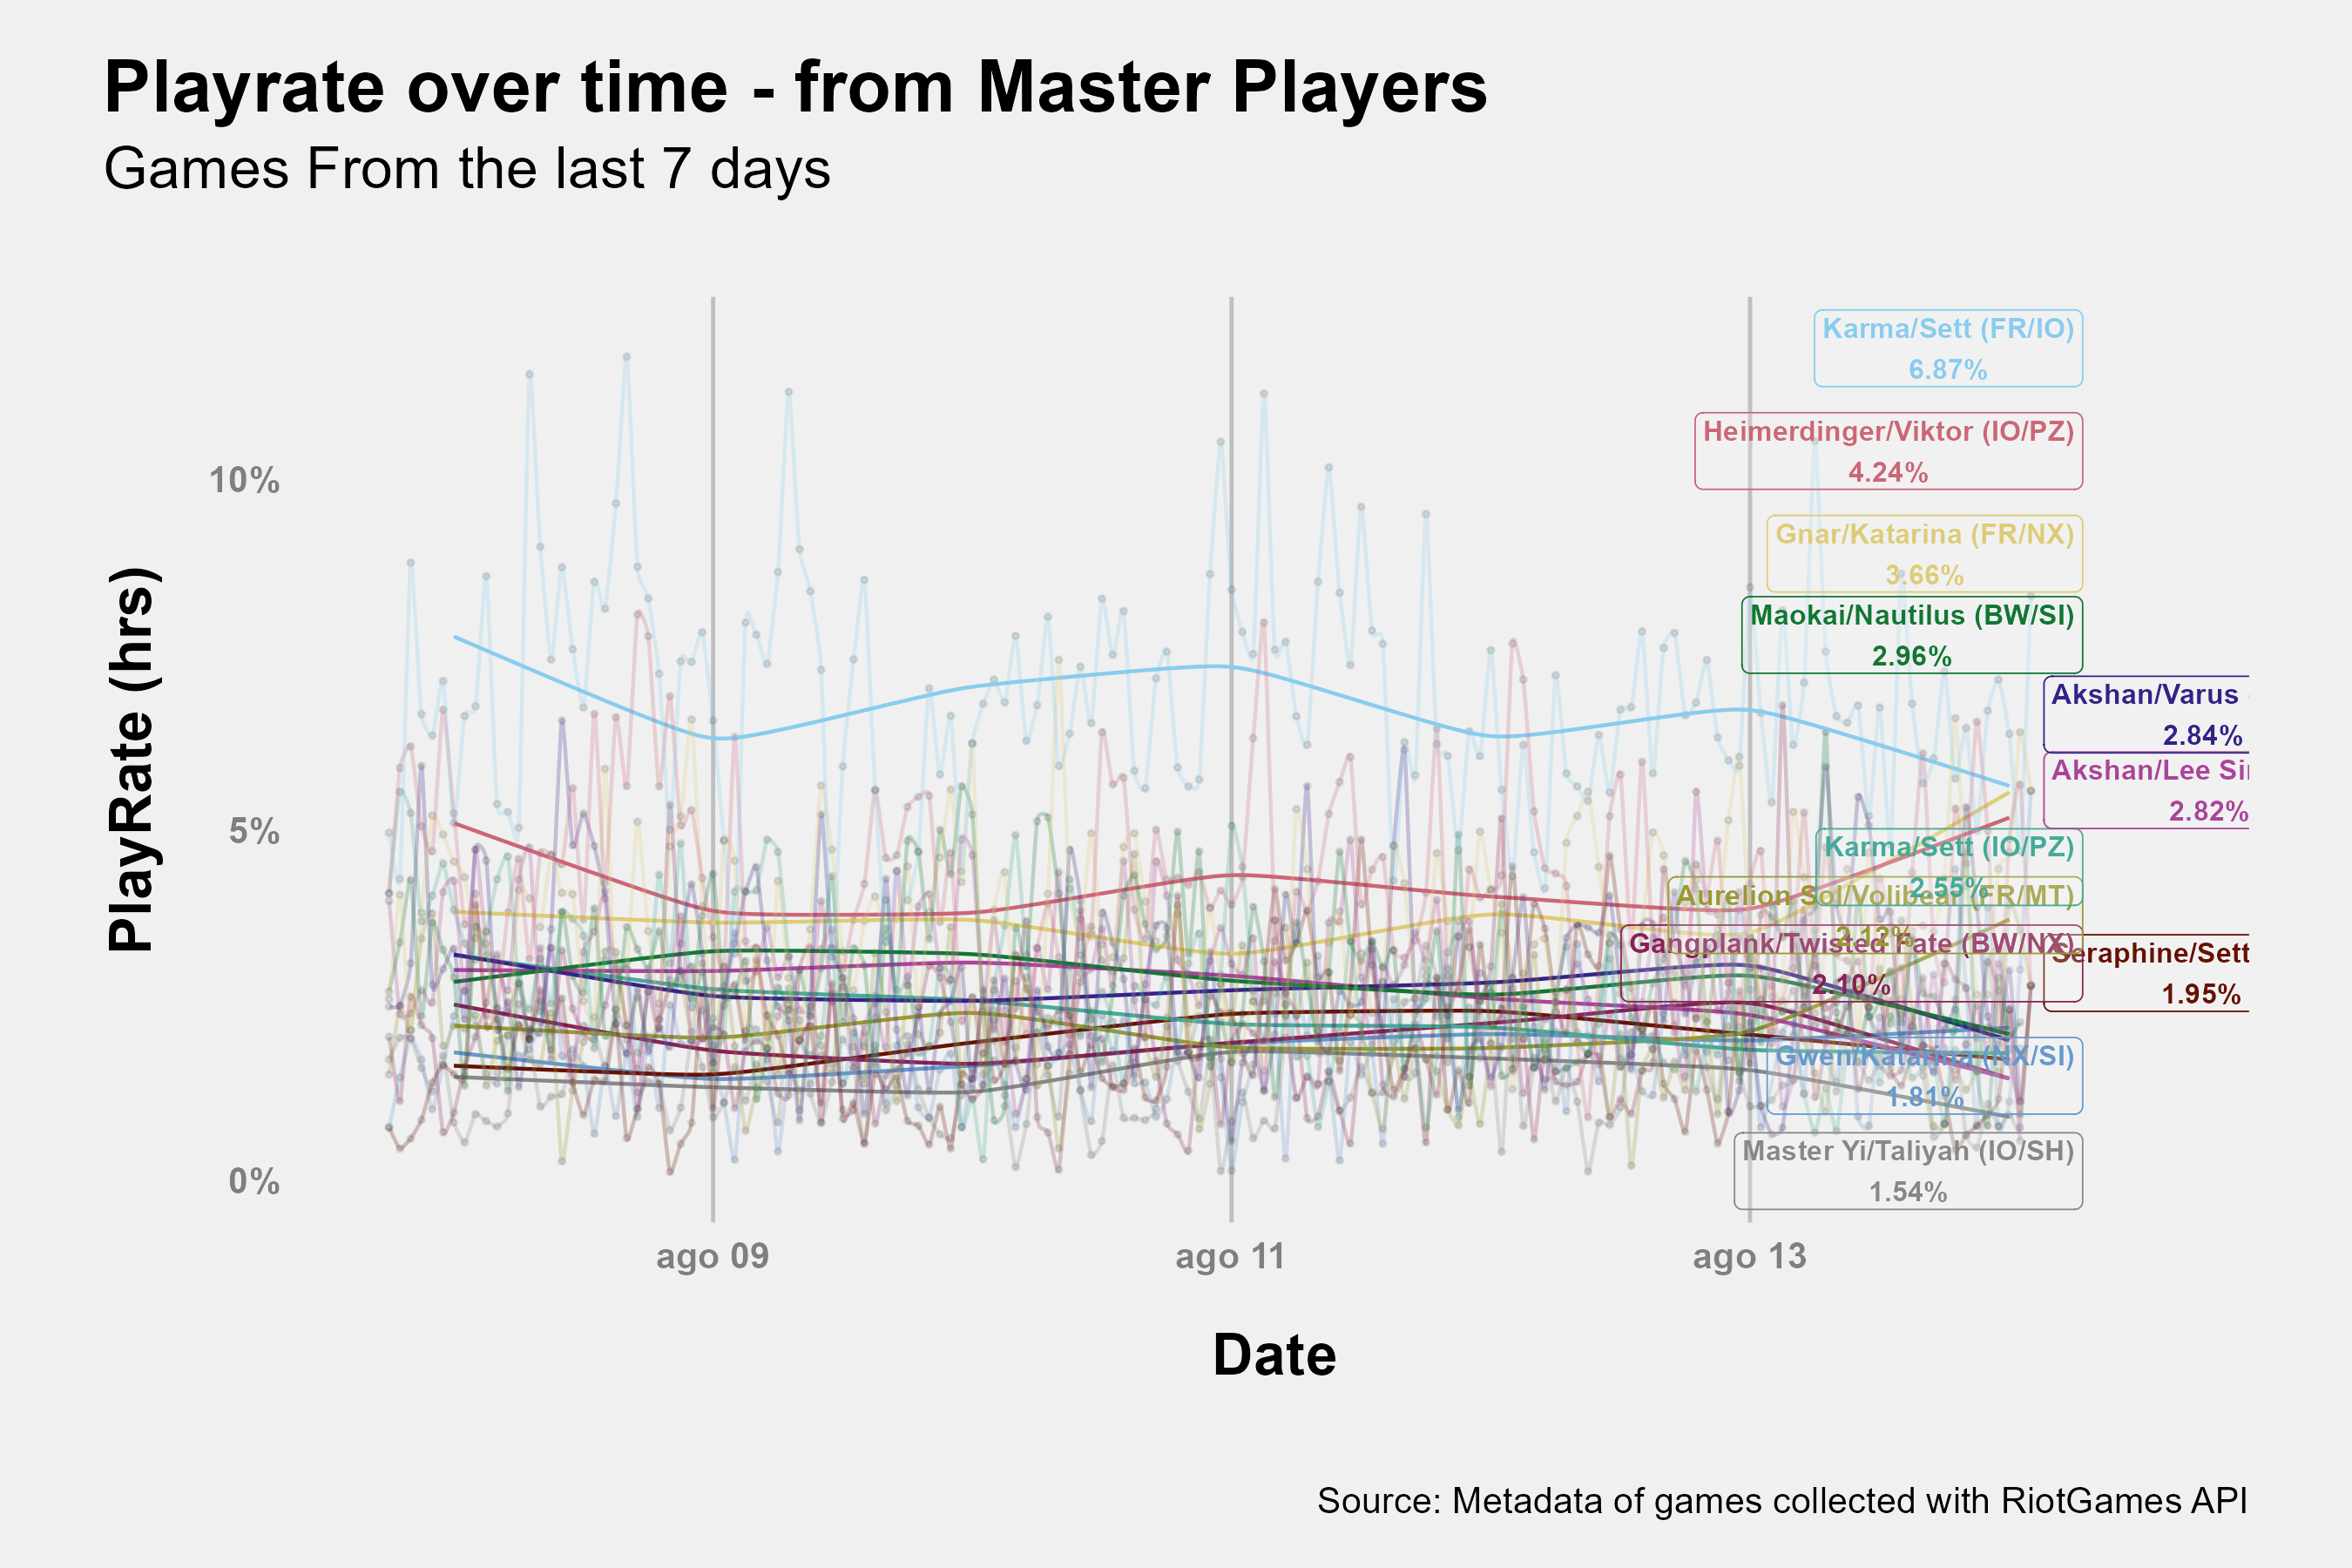 Playrate over time - from Master Players
Games From the last 7 days
PlayRate (hrs)
10%
5%
0%
Karma/Sett (FR/IO)
6.87%
Heimerdinger/Viktor (IO/PZ)
4.24%
Gnar/Katarina (FR/NX)
3.66%
Maokai/Nautilus (BW/SI)
2.96%
Akshan/Varus
2.84%
Akshan/Lee Sin
2.82%
Karma/Sett (IO/PZ)
2.55%
Aurelion Sol/Volibear (FR/MT)
2.12%
Gangplank/Twisted Fate (BW/NX)
2.10%
Seraphine/Sett
1.95%
Gwen/Katarina (NX/SI)
1.81%
Master Yi/Taliyah (IO/SH)
1.54%
ago 09
ago 11
ago 13
Date
Source: Metadata of games collected with RiotGames API